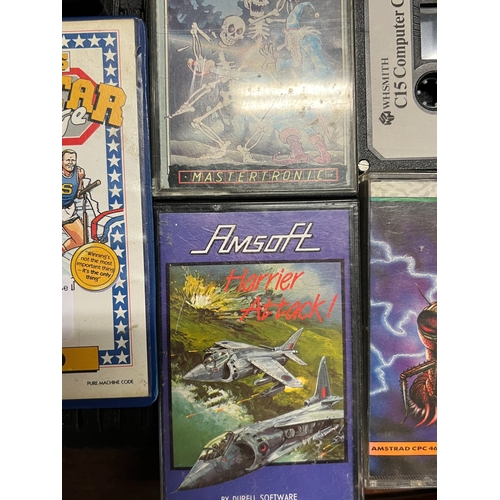 S
CAR
ge
"Winning's
not the most
important thing
– it's the only
thing"
PURE MACHINE CODE
MASTERTRONIC
WHSMITH
C15 Computer C
Amsoft
Harrier
Attack!
BY DURELL SOFTWARE
AMSTRAD CPC 46